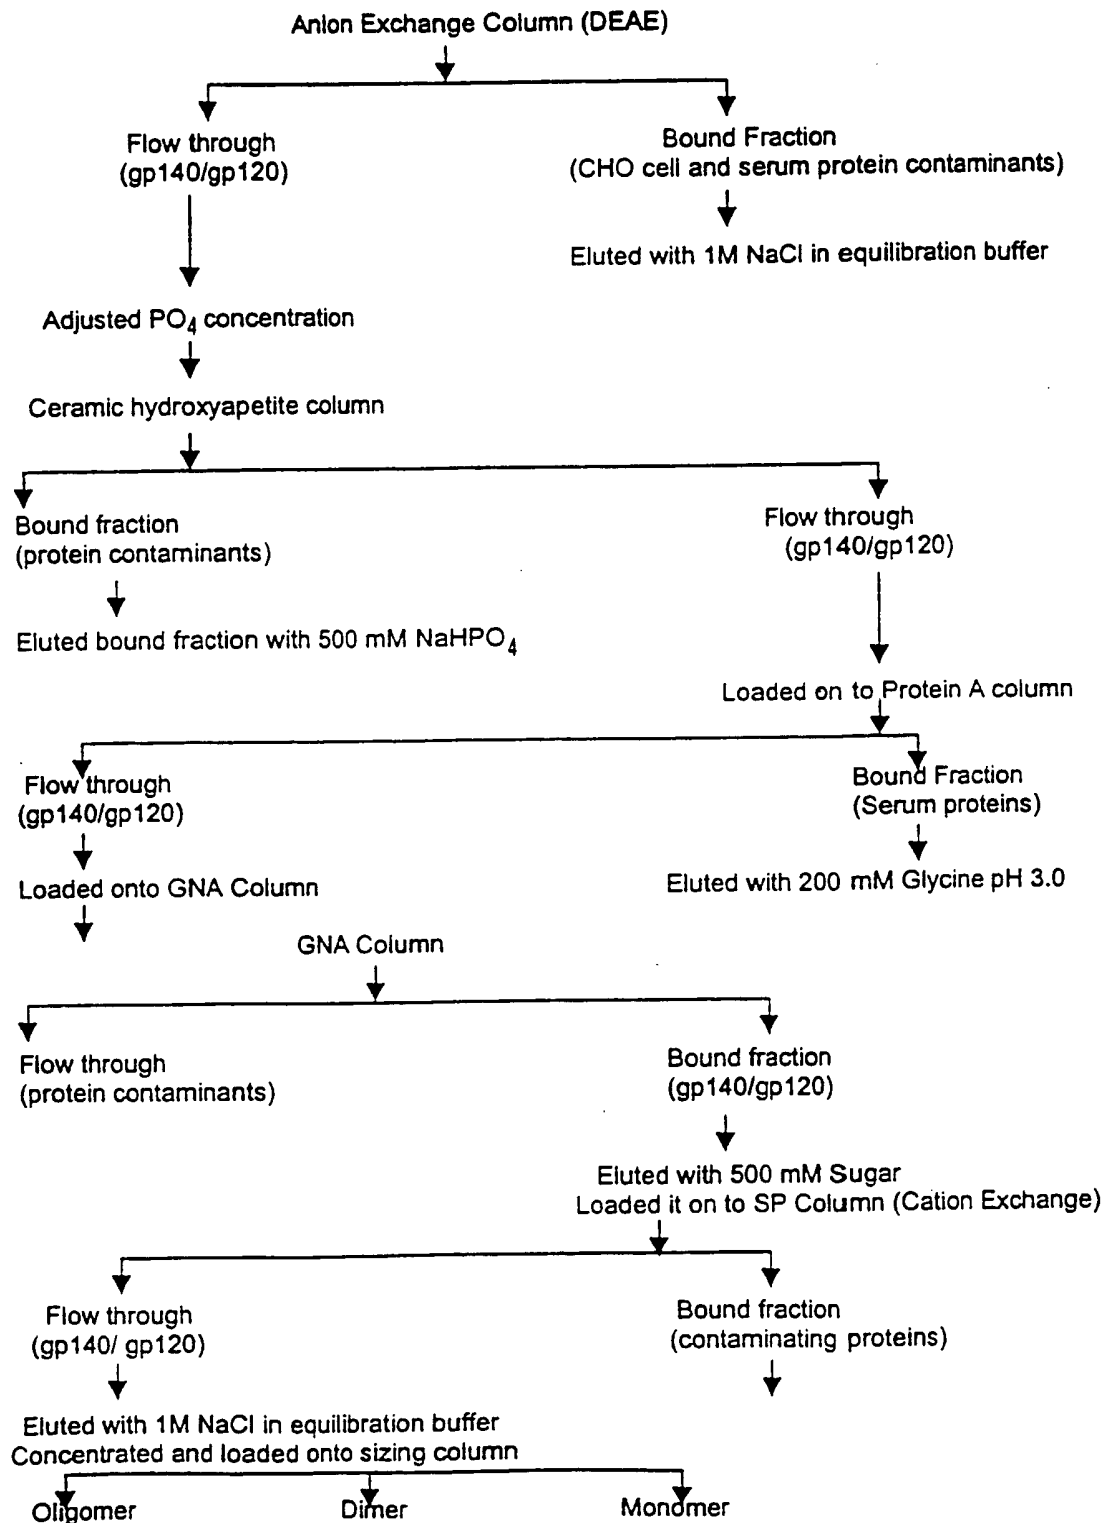 Anion Exchange Column (DEAE)
Flow through
(gp140/gp120)
Bound Fraction
(CHO cell and serum protein contaminants)
Eluted with 1M NaCl in equilibration buffer
Adjusted PO4 concentration
Ceramic hydroxyapetite column
Bound fraction
(protein contaminants)
Eluted bound fraction with 500 mM NaHPO4
Flow through
(gp140/gp120)
Loaded on to Protein A column
Flow through
(gp140/gp120)
Loaded onto GNA Column
Bound Fraction
(Serum proteins)
Eluted with 200 mM Glycine pH 3.0
GNA Column
Flow through
(protein contaminants)
Bound fraction
(gp140/gp120)
Eluted with 500 mM Sugar
Loaded it on to SP Column (Cation Exchange)
Flow through
(gp140/ gp120)
Bound fraction
(contaminating proteins)
Eluted with 1M NaCl in equilibration buffer
Concentrated and loaded onto sizing column
Oligomer
Dimer
Monomer